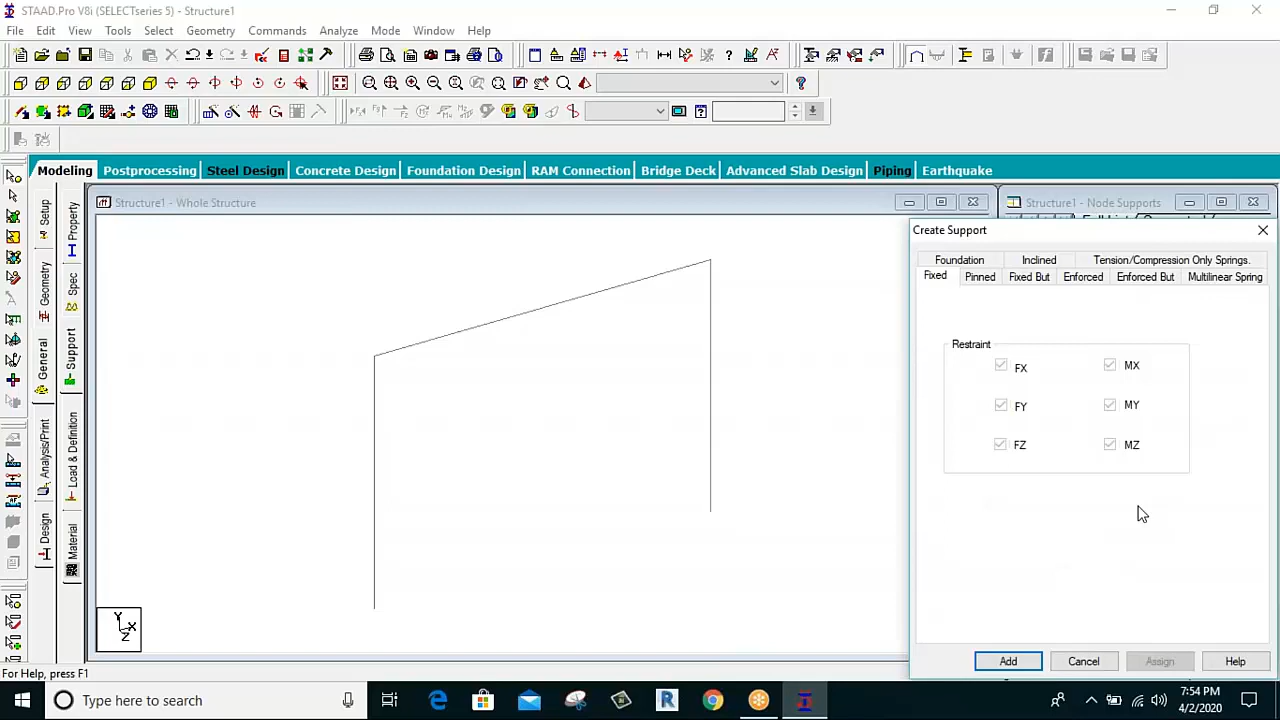 STAAD.Pro V8i (SELECTseries 5) - Structure1
File Edit View Tools Select Geometry Commands Analyze Mode Window Help
Modeling Postprocessing Steel Design Concrete Design Foundation Design RAM Connection Bridge Deck Advanced Slab Design Piping Earthquake
Structure1 - Whole Structure
Structure1 - Node Supports
Create Support
Foundation Inclined Tension/Compression Only Springs.
Fixed Pinned Fixed But Enforced Enforced But Multilinear Spring
Restraint
FX MX
FY MY
FZ MZ
Add Cancel Assign Help
Setup
Geometry
General
Analysis/Print
Design
Property
Spec
Support
Load & Definition
Material
Y
X
Z
For Help, press F1
Type here to search
7:54 PM
4/2/2020